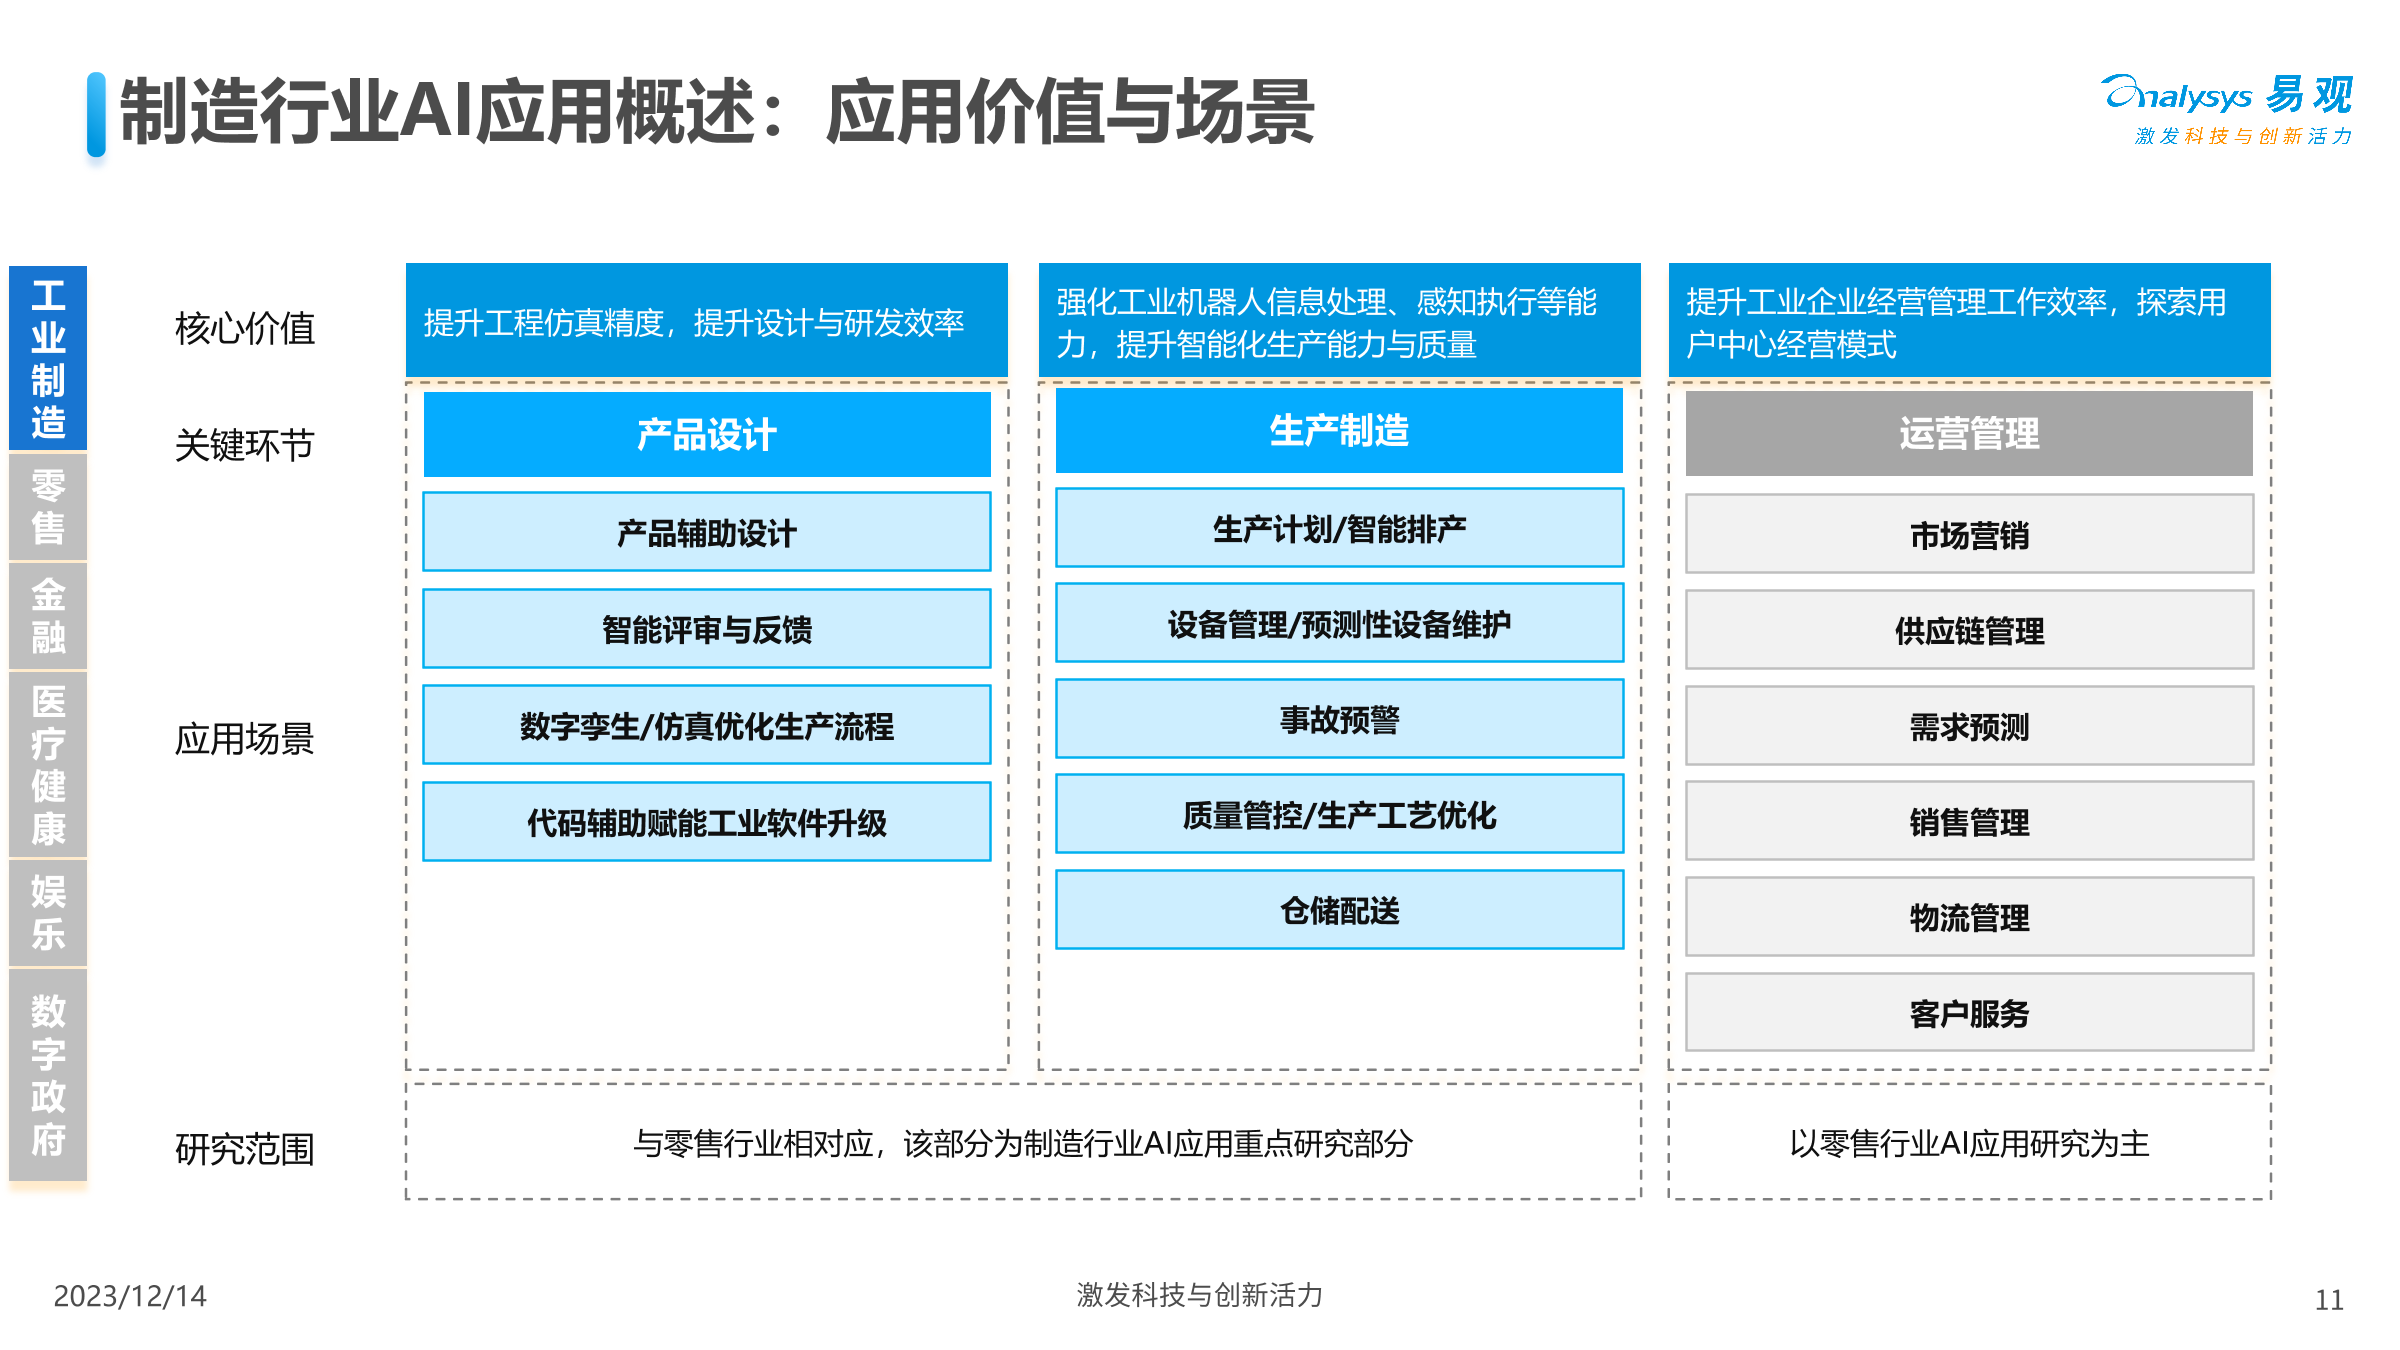 制造行业AI应用概述：应用价值与场景
analysys 易观
激发科技与创新活力
工业制造
零售
金融
医疗健康
娱乐
数字政府
核心价值
提升工程仿真精度，提升设计与研发效率
强化工业机器人信息处理、感知执行等能
力，提升智能化生产能力与质量
提升工业企业经营管理工作效率，探索用
户中心经营模式
关键环节
产品设计
生产制造
运营管理
应用场景
产品辅助设计
智能评审与反馈
数字孪生/仿真优化生产流程
代码辅助赋能工业软件升级
生产计划/智能排产
设备管理/预测性设备维护
事故预警
质量管控/生产工艺优化
仓储配送
市场营销
供应链管理
需求预测
销售管理
物流管理
客户服务
研究范围
与零售行业相对应，该部分为制造行业AI应用重点研究部分
以零售行业AI应用研究为主
2023/12/14
激发科技与创新活力
11